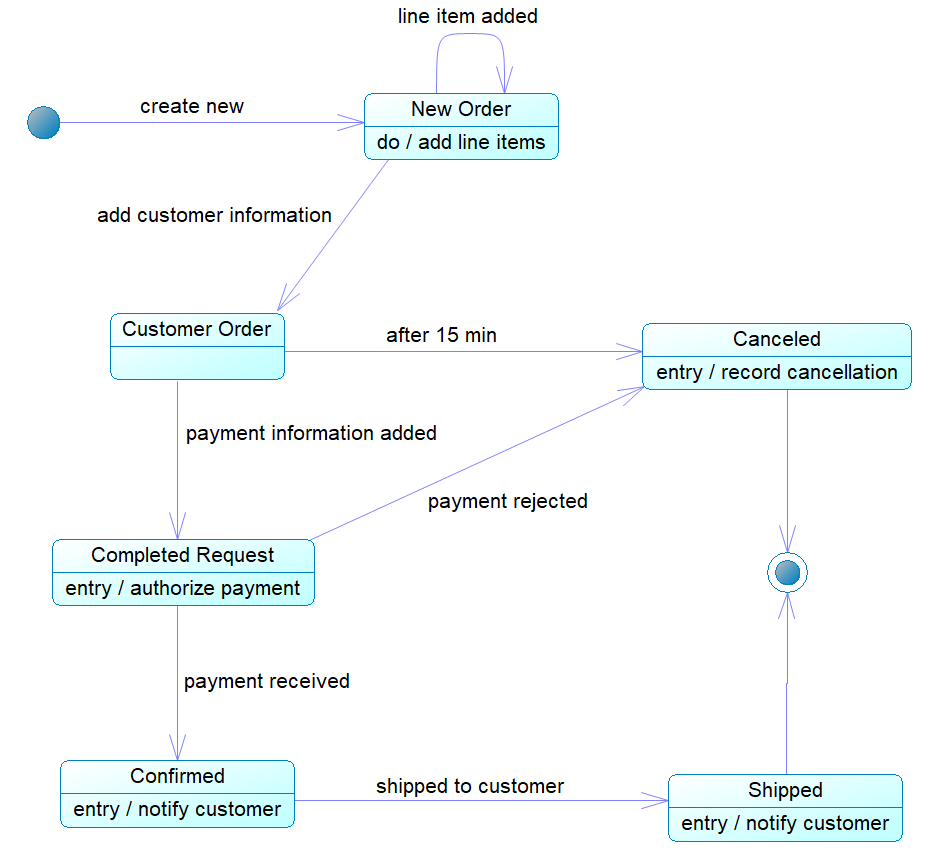 line item added
create new
New Order
do / add line items
add customer information
Customer Order
after 15 min
Canceled
entry / record cancellation
payment information added
payment rejected
Completed Request
entry / authorize payment
payment received
Confirmed
entry / notify customer
shipped to customer
Shipped
entry / notify customer